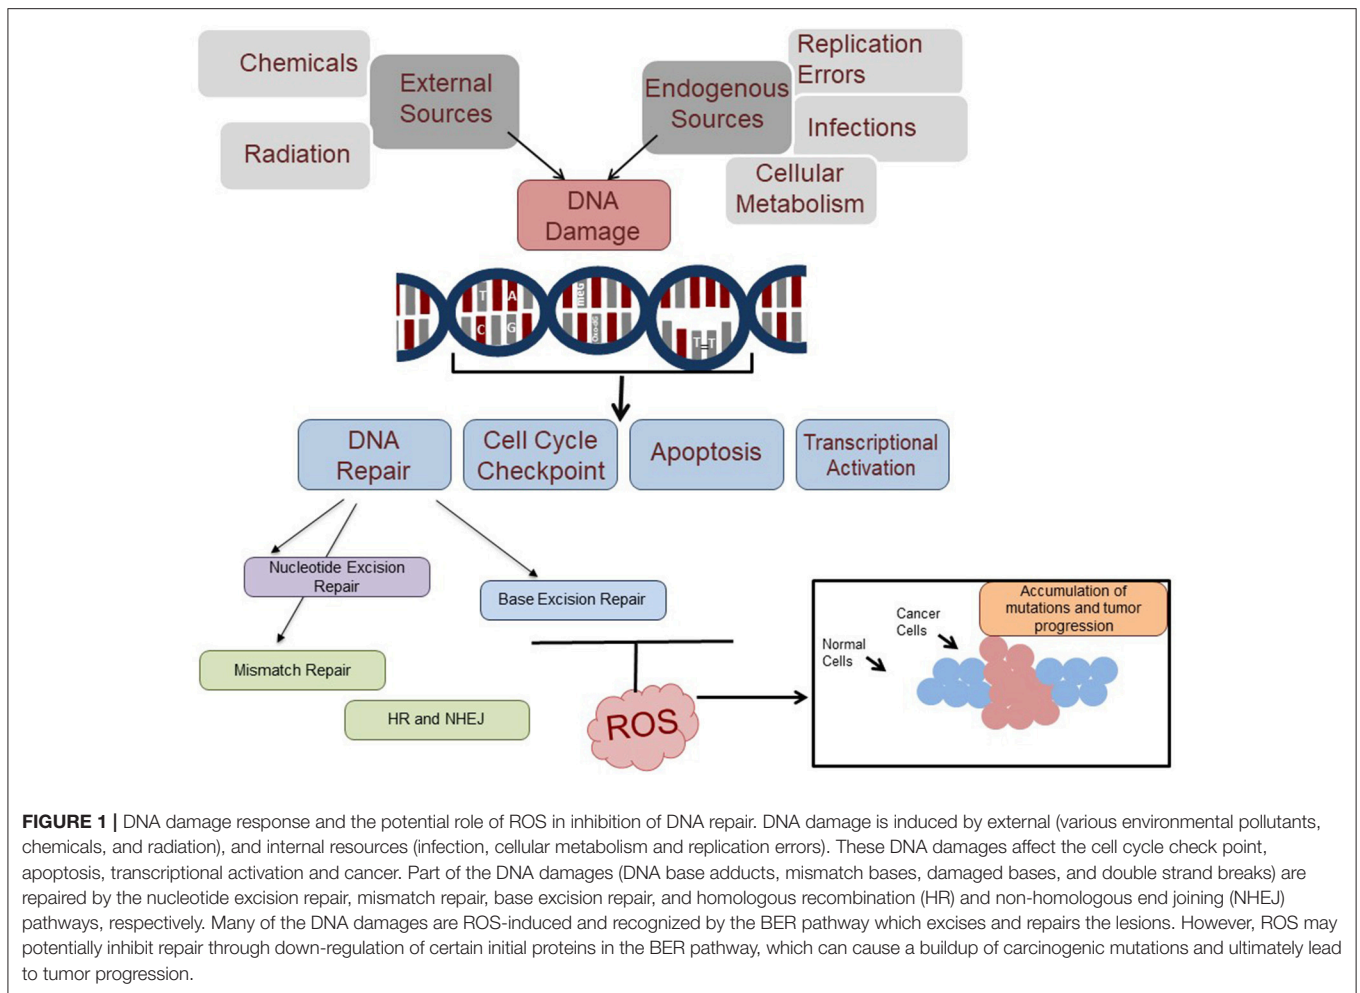 Chemicals
External
Sources
Radiation
Endogenous
Sources
Replication
Errors
Infections
Cellular
Metabolism
DNA
Damage
T
A
C
G
meG
Oxo-dG
T=T
DNA
Repair
Cell Cycle
Checkpoint
Apoptosis
Transcriptional
Activation
Nucleotide Excision
Repair
Base Excision Repair
Mismatch Repair
HR and NHEJ
ROS
Accumulation of
mutations and tumor
progression
Cancer
Cells
Normal
Cells
FIGURE 1 | DNA damage response and the potential role of ROS in inhibition of DNA repair. DNA damage is induced by external (various environmental pollutants,
chemicals, and radiation), and internal resources (infection, cellular metabolism and replication errors). These DNA damages affect the cell cycle check point,
apoptosis, transcriptional activation and cancer. Part of the DNA damages (DNA base adducts, mismatch bases, damaged bases, and double strand breaks) are
repaired by the nucleotide excision repair, mismatch repair, base excision repair, and homologous recombination (HR) and non-homologous end joining (NHEJ)
pathways, respectively. Many of the DNA damages are ROS-induced and recognized by the BER pathway which excises and repairs the lesions. However, ROS may
potentially inhibit repair through down-regulation of certain initial proteins in the BER pathway, which can cause a buildup of carcinogenic mutations and ultimately lead
to tumor progression.